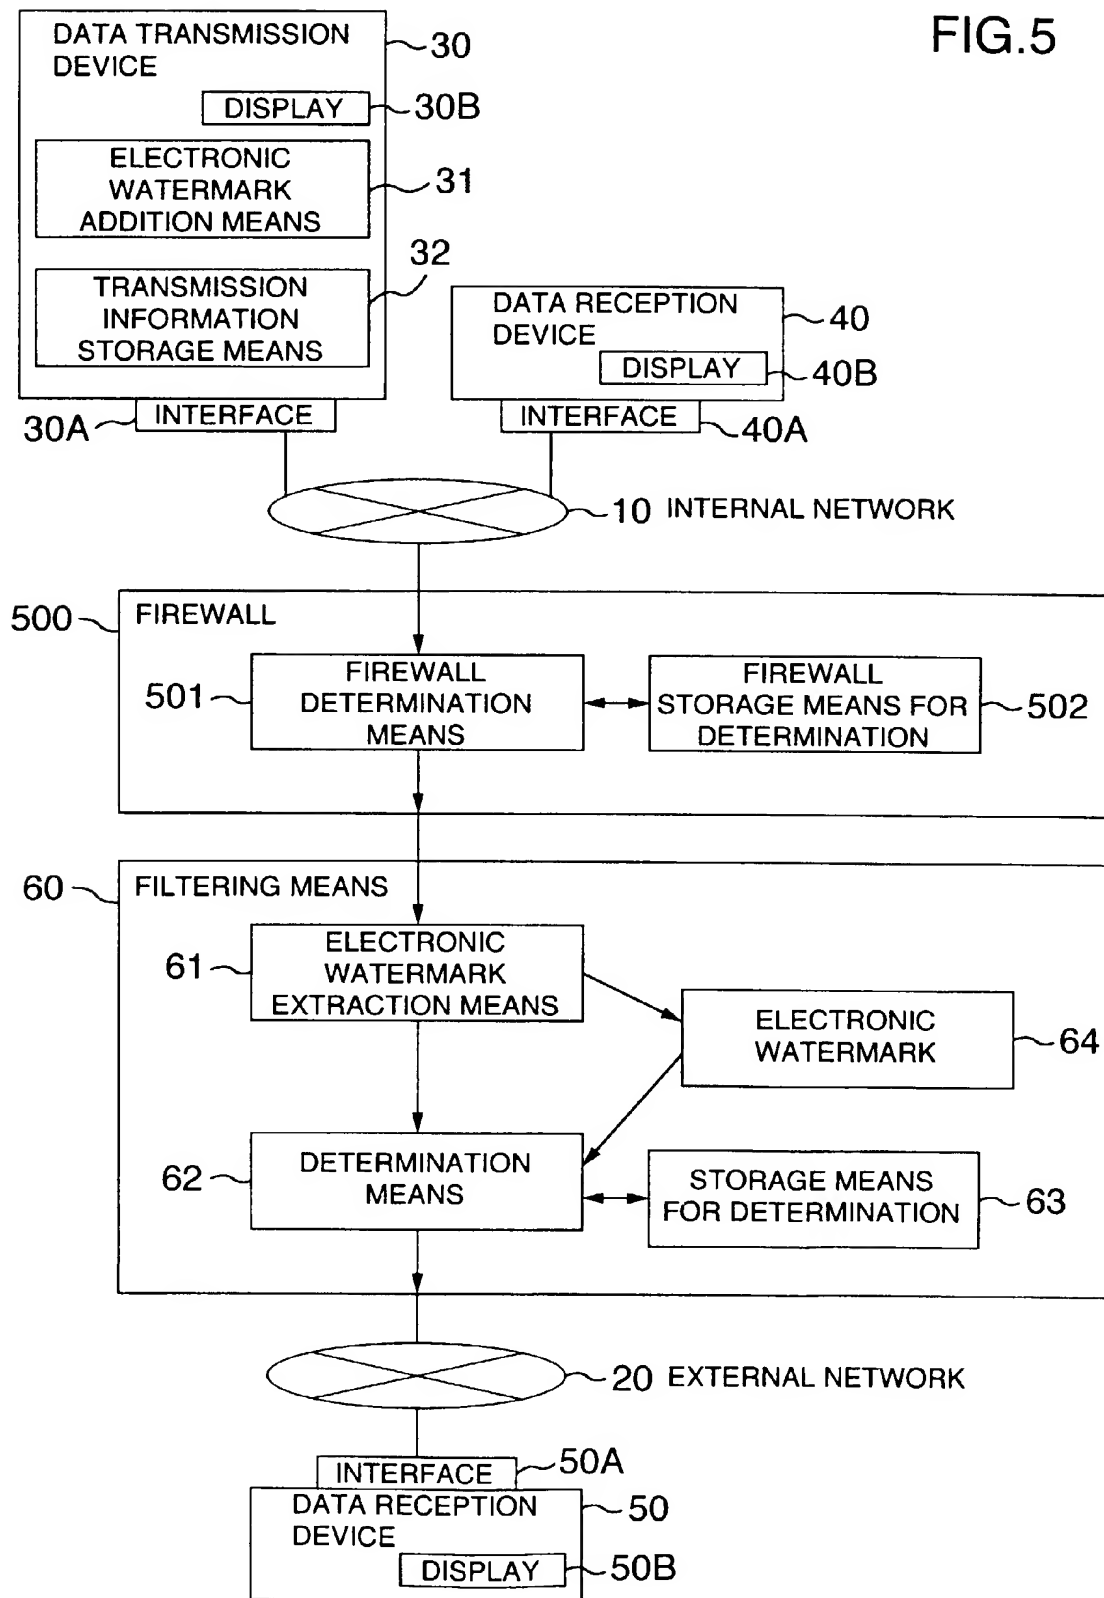 FIG.5
DATA TRANSMISSION
DEVICE
30
DISPLAY
30B
ELECTRONIC
WATERMARK
ADDITION MEANS
31
32
TRANSMISSION
INFORMATION
STORAGE MEANS
INTERFACE
30A
DATA RECEPTION
DEVICE
40
DISPLAY
40B
INTERFACE
40A
10 INTERNAL NETWORK
500
FIREWALL
501
FIREWALL
DETERMINATION
MEANS
FIREWALL
STORAGE MEANS FOR
DETERMINATION
502
60
FILTERING MEANS
61
ELECTRONIC
WATERMARK
EXTRACTION MEANS
ELECTRONIC
WATERMARK
64
62
DETERMINATION
MEANS
STORAGE MEANS
FOR DETERMINATION
63
20 EXTERNAL NETWORK
INTERFACE
50A
DATA RECEPTION
DEVICE
50
DISPLAY
50B